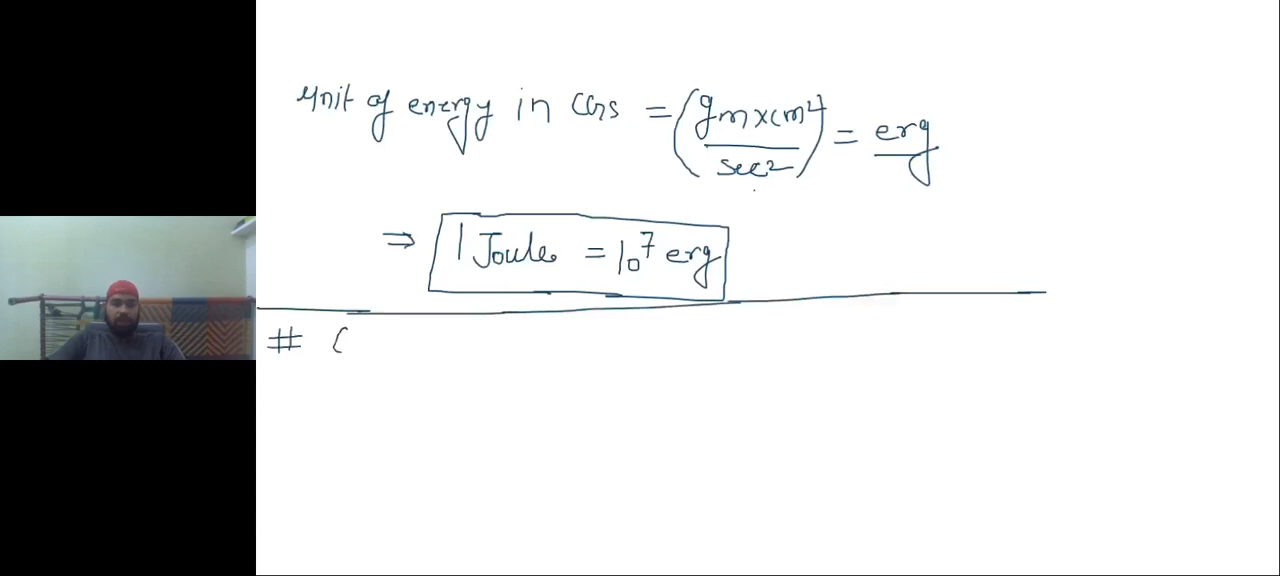 Unit of energy in CGS = (gm×cm²/sec²) = erg
⇒ 1 Joule = 10⁷ erg
# (